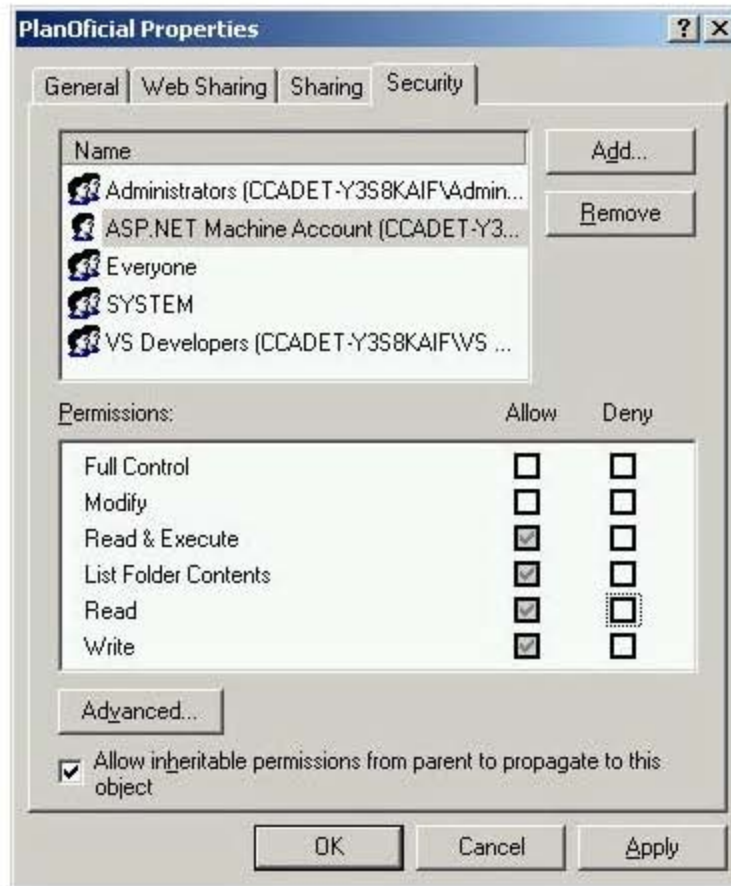 PlanOficial Properties
General Web Sharing Sharing Security
Name
Add...
Administrators (CCADET-Y3S8KAIF\Admin...
Remove
ASP.NET Machine Account (CCADET-Y3...
Everyone
SYSTEM
VS Developers (CCADET-Y3S8KAIF\VS ...
Permissions: Allow Deny
Full Control
Modify
Read & Execute
List Folder Contents
Read
Write
Advanced...
Allow inheritable permissions from parent to propagate to this
object
OK Cancel Apply